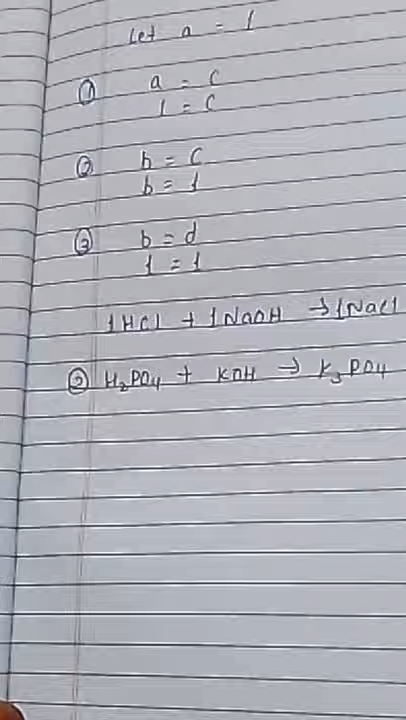 Let a = 1
① a = C
1 = C
② b = C
b = 1
③ b = d
1 = 1
1HCl + 1NaOH → 1NaCl
② H₂PO₄ + KOH → K₃PO₄